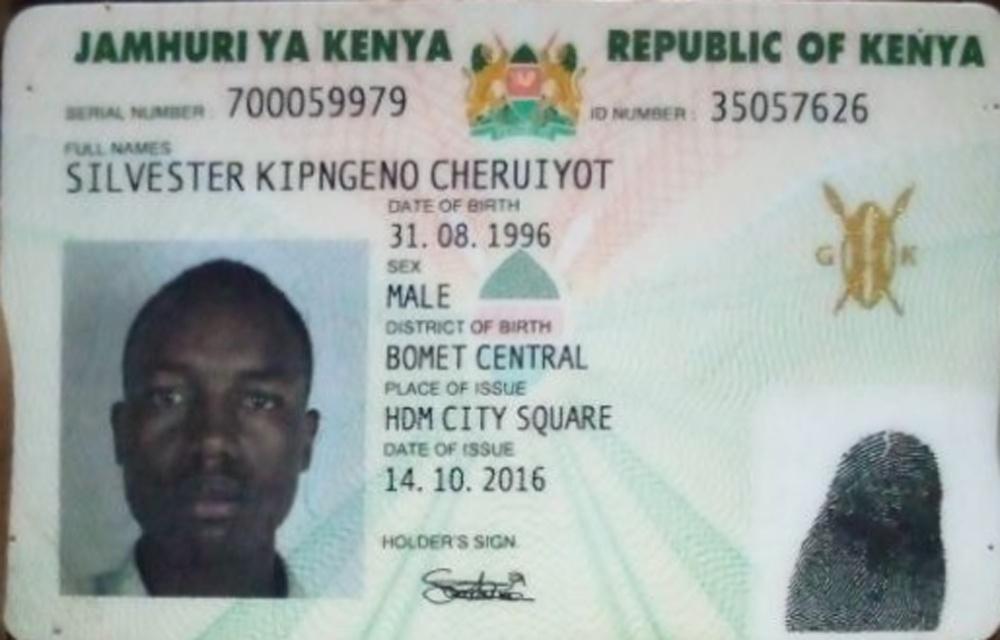 JAMHURI YA KENYA REPUBLIC OF KENYA
SERIAL NUMBER : 700059979 ID NUMBER : 35057626
FULL NAMES
SILVESTER KIPNGENO CHERUIYOT
DATE OF BIRTH
31. 08. 1996
SEX
MALE
G K
DISTRICT OF BIRTH
BOMET CENTRAL
PLACE OF ISSUE
HDM CITY SQUARE
DATE OF ISSUE
14. 10. 2016
HOLDER'S SIGN.